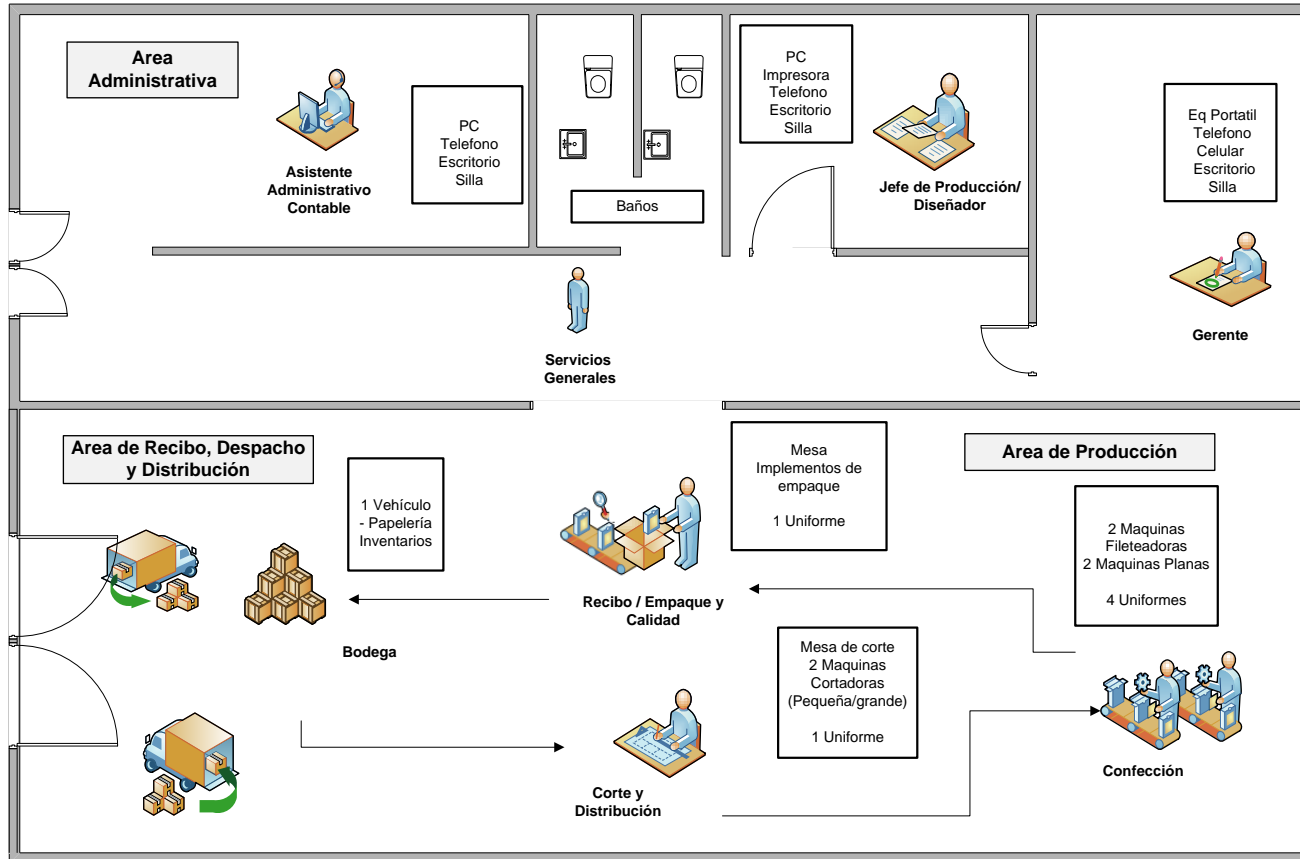 Area
Administrativa
Asistente
Administrativo
Contable
PC
Telefono
Escritorio
Silla
Baños
PC
Impresora
Telefono
Escritorio
Silla
Jefe de Producción/
Diseñador
Eq Portatil
Telefono
Celular
Escritorio
Silla
Gerente
Servicios
Generales
Area de Recibo, Despacho
y Distribución
1 Vehículo
- Papelería
Inventarios
Bodega
Recibo / Empaque y
Calidad
Mesa
Implementos de
empaque
1 Uniforme
Area de Producción
2 Maquinas
Fileteadoras
2 Maquinas Planas
4 Uniformes
Mesa de corte
2 Maquinas
Cortadoras
(Pequeña/grande)
1 Uniforme
Corte y
Distribución
Confección